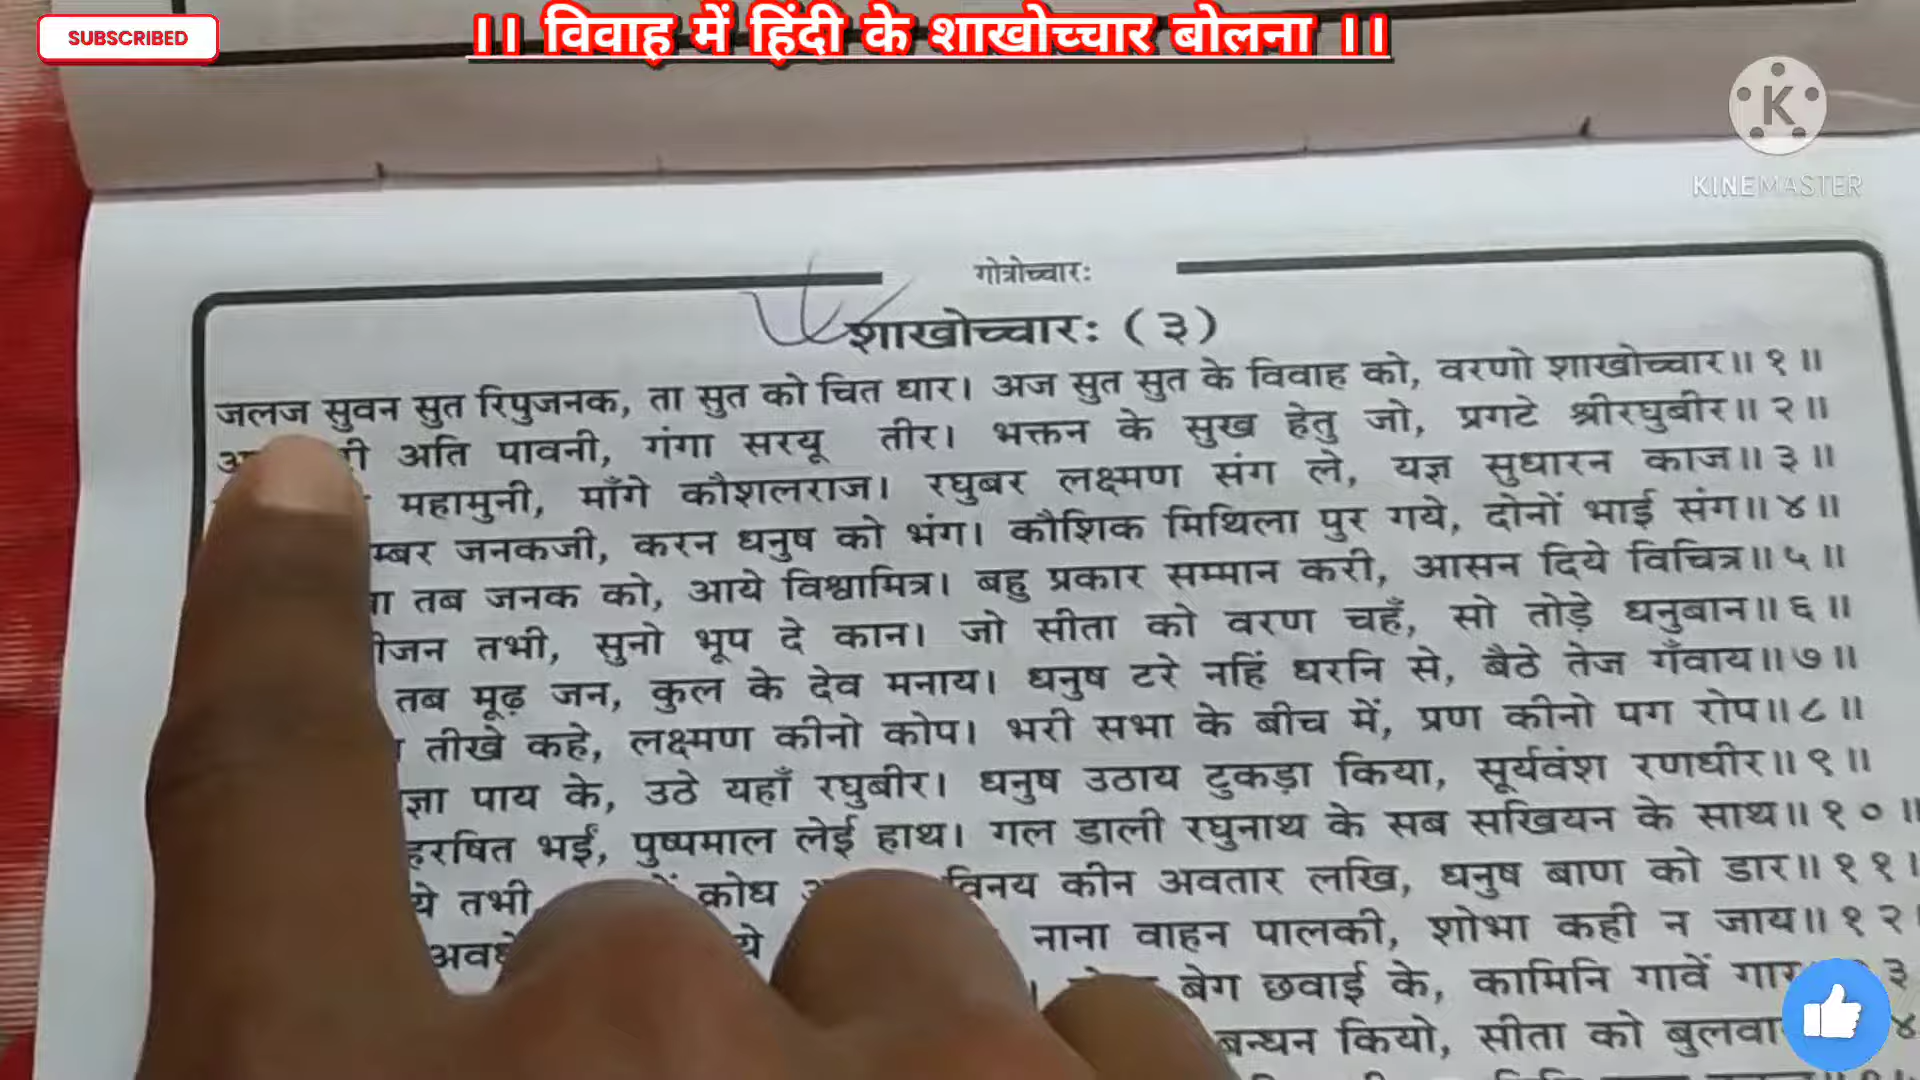 SUBSCRIBED
।। विवाह में हिंदी के शाखोच्चार बोलना ।।
KINEMASTER
गोत्रोच्चारः
शाखोच्चारः (३)
जलज सुवन सुत रिपुजनक, ता सुत को चित धार। अज सुत सुत के विवाह को, वरणो शाखोच्चार॥१॥
अति पावनी, गंगा सरयू तीर। भक्तन के सुख हेतु जो, प्रगटे श्रीरघुबीर॥२॥
महामुनी, माँगे कौशलराज। रघुबर लक्ष्मण संग ले, यज्ञ सुधारन काज॥३॥
जनकजी, करन धनुष को भंग। कौशिक मिथिला पुर गये, दोनों भाई संग॥४॥
तब जनक को, आये विश्वामित्र। बहु प्रकार सम्मान करी, आसन दिये विचित्र॥५॥
तभी, सुनो भूप दे कान। जो सीता को वरण चहँ, सो तोड़े धनुबान॥६॥
तब मूढ़ जन, कुल के देव मनाय। धनुष टरे नहिं धरनि से, बैठे तेज गँवाय॥७॥
तीखे कहे, लक्ष्मण कीनो कोप। भरी सभा के बीच में, प्रण कीनो पग रोप॥८॥
पाय के, उठे यहाँ रघुबीर। धनुष उठाय टुकड़ा किया, सूर्यवंश रणधीर॥९॥
हरषित भईं, पुष्पमाल लेई हाथ। गल डाली रघुनाथ के सब सखियन के साथ॥१०॥
तभी, क्रोध विनय कीन अवतार लखि, धनुष बाण को डार॥११।
नाना वाहन पालकी, शोभा कही न जाय॥१२।
बेग छवाई के, कामिनि गावें
कियो, सीता को